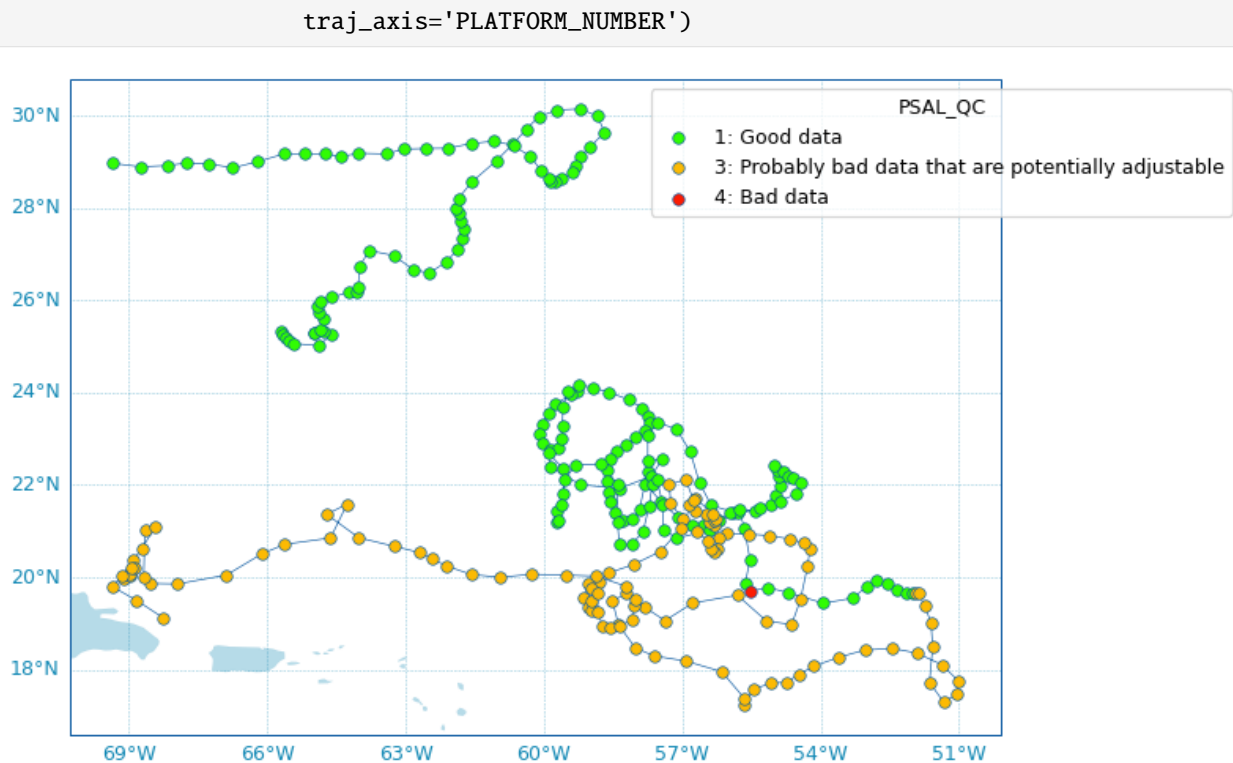 traj_axis='PLATFORM_NUMBER')
PSAL_QC
1: Good data
3: Probably bad data that are potentially adjustable
4: Bad data
30°N
28°N
26°N
24°N
22°N
20°N
18°N
69°W 66°W 63°W 60°W 57°W 54°W 51°W